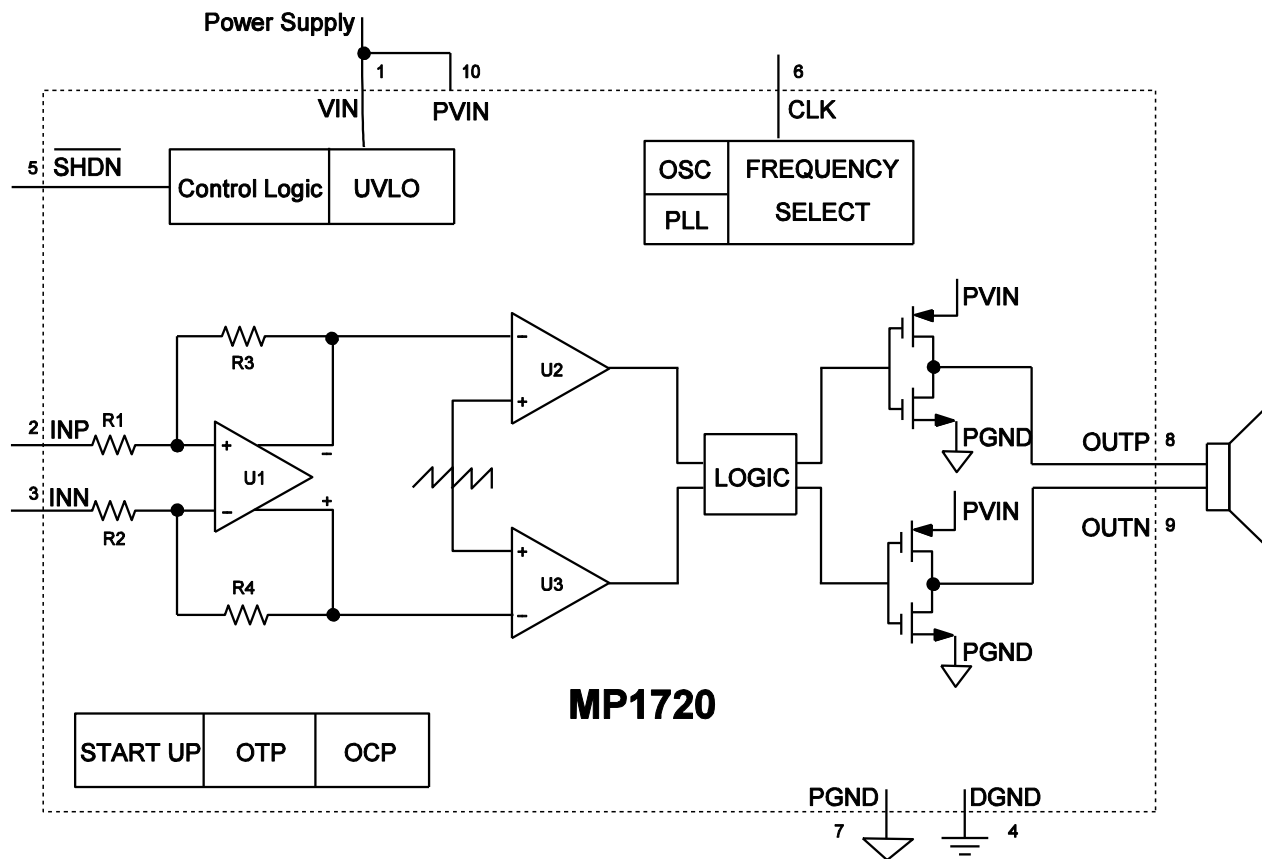 Power Supply
1
10
6
VIN
PVIN
CLK
5
SHDN
Control Logic
UVLO
OSC
PLL
FREQUENCY
SELECT
PVIN
R3
−
U2
+
2
INP
R1
+
−
U1
PGND
OUTP
8
LOGIC
3
INN
R2
−
+
PVIN
OUTN
9
+
U3
−
R4
PGND
MP1720
START UP
OTP
OCP
PGND
DGND
7
4